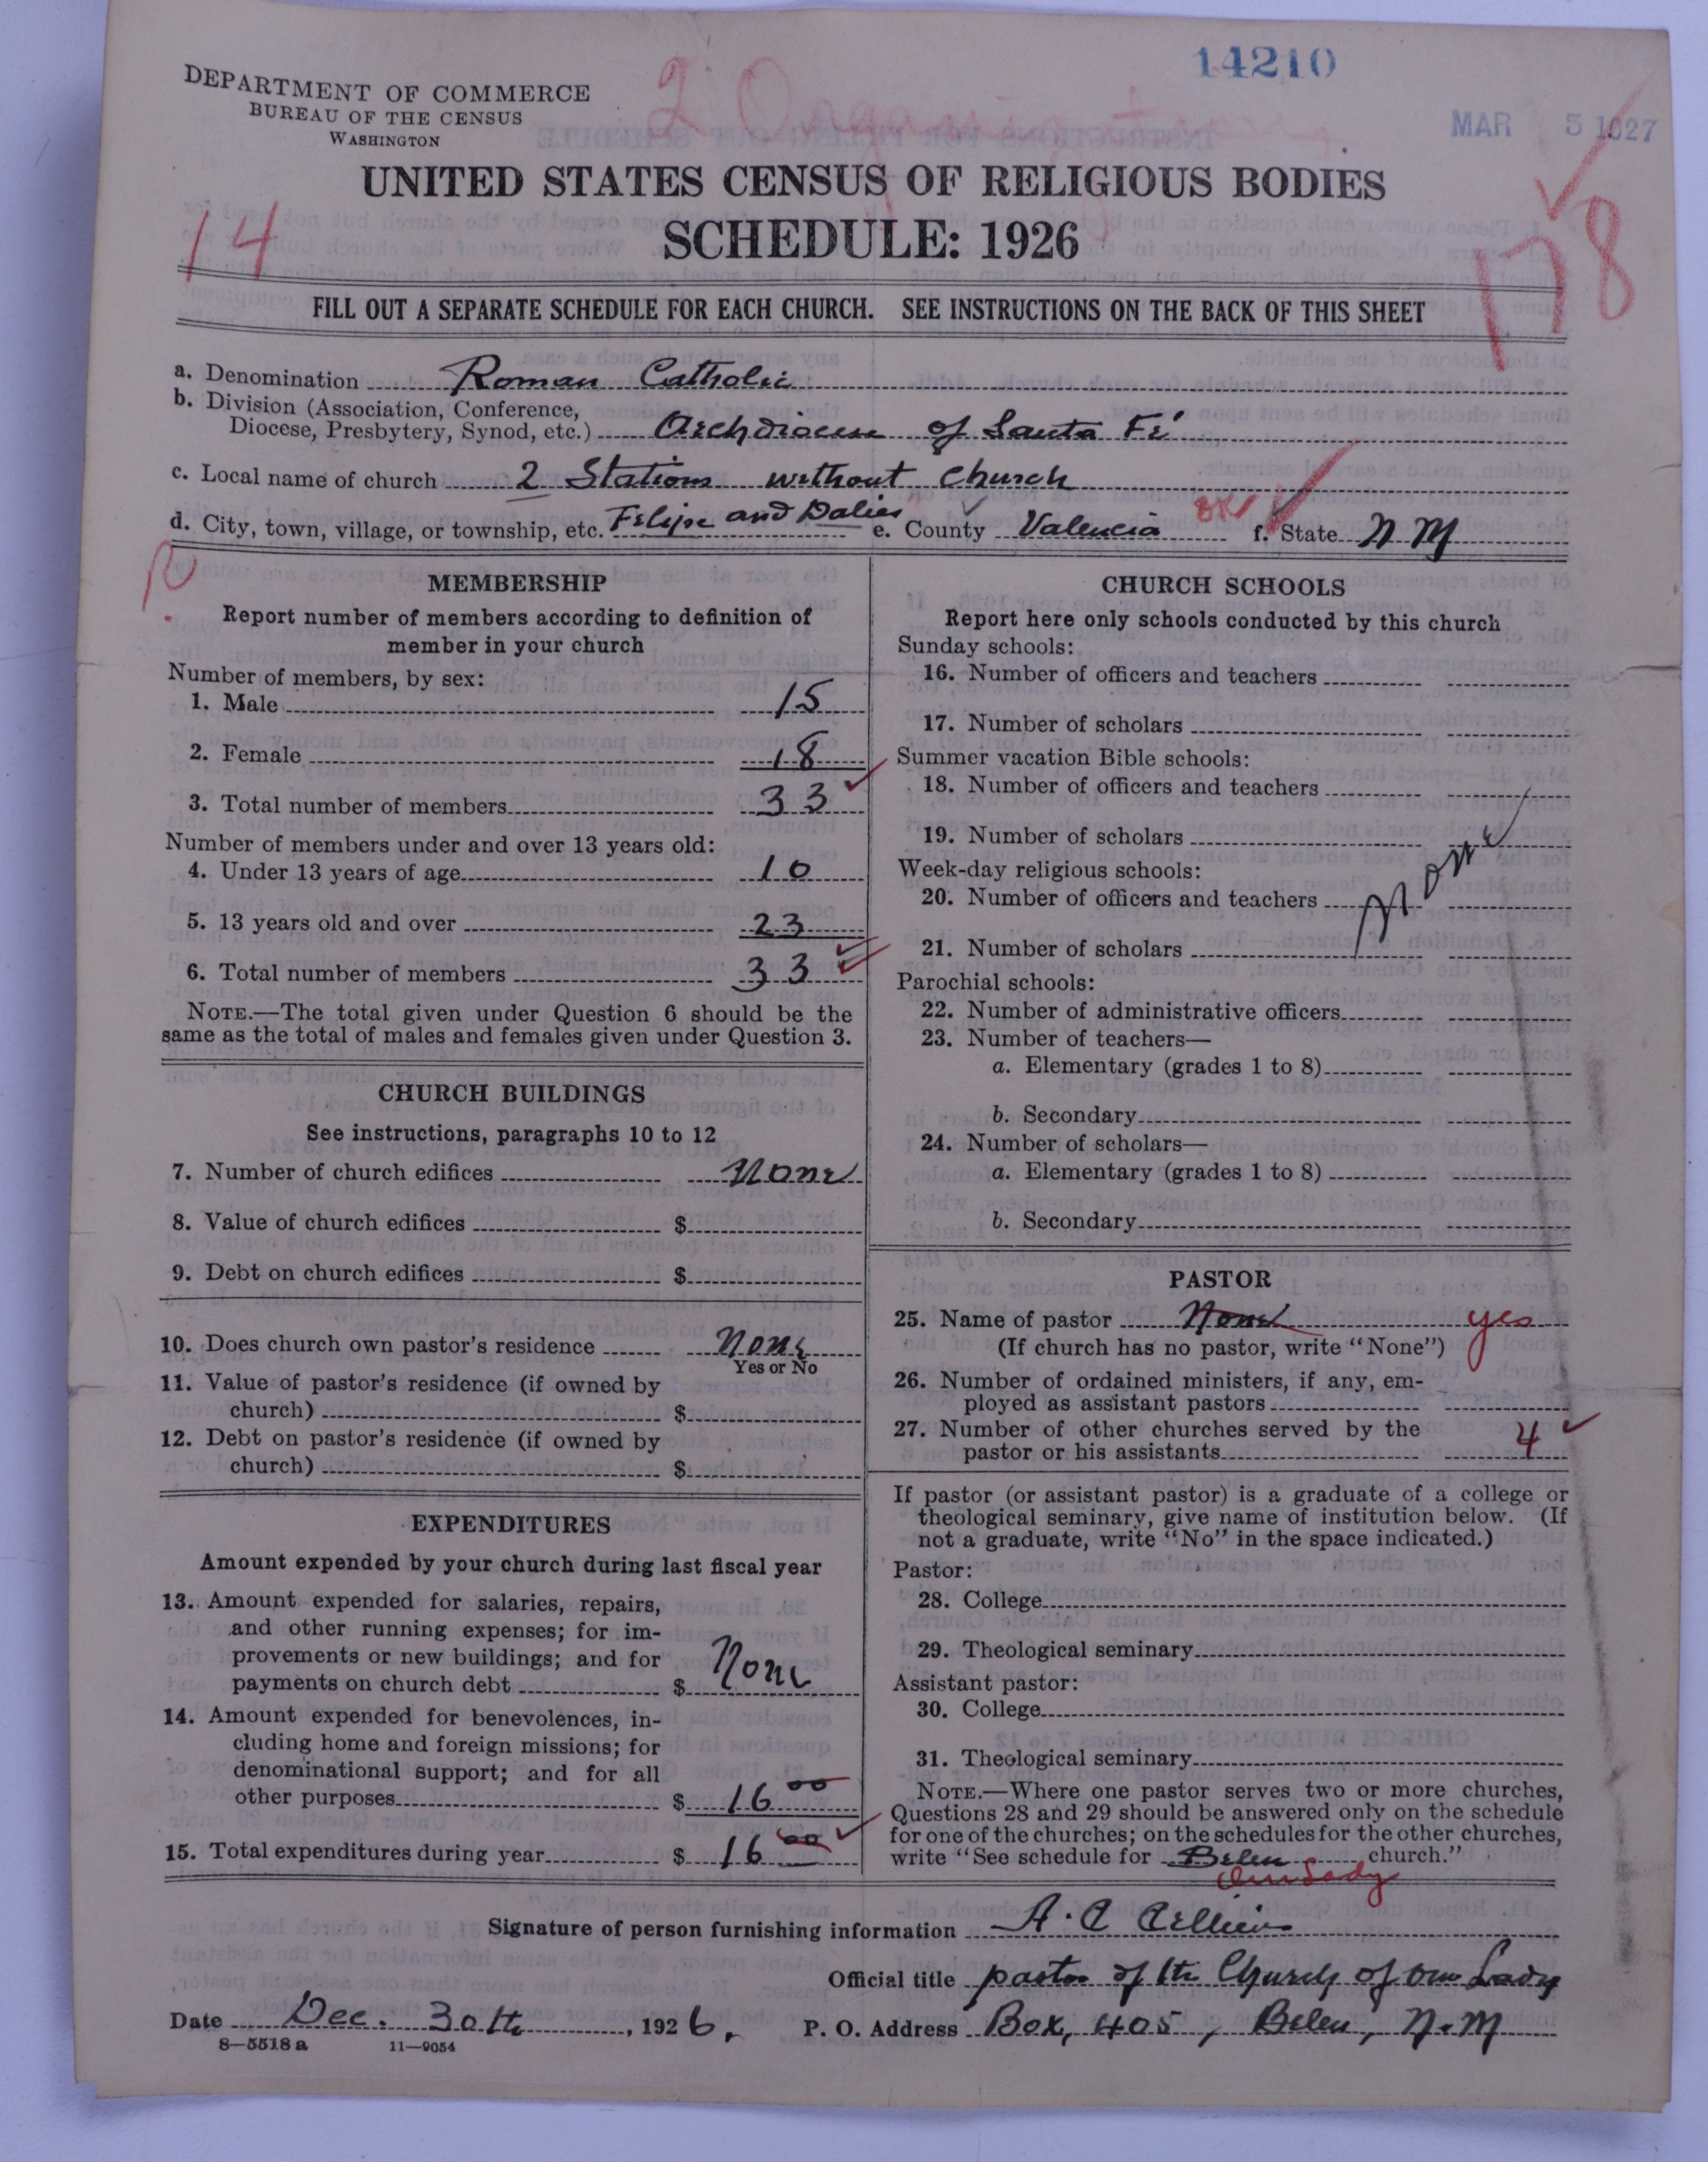 14210
MAR 5 1927
DEPARTMENT OF COMMERCE
BUREAU OF THE CENSUS
WASHINGTON
UNITED STATES CENSUS OF RELIGIOUS BODIES
SCHEDULE: 1926
14
178
FILL OUT A SEPARATE SCHEDULE FOR EACH CHURCH. SEE INSTRUCTIONS ON THE BACK OF THIS SHEET
a. Denomination Roman Catholic
b. Division (Association, Conference,
Diocese, Presbytery, Synod, etc.) Archdiocese of Santa Fé
c. Local name of church 2 Stations without church
d. City, town, village, or township, etc. Felipe and Dalies e. County Valencia OK f. State N M
MEMBERSHIP
Report number of members according to definition of
member in your church
Number of members, by sex:
1. Male 15
2. Female 18
3. Total number of members 33
Number of members under and over 13 years old:
4. Under 13 years of age 10
5. 13 years old and over 23
6. Total number of members 33
NOTE.—The total given under Question 6 should be the
same as the total of males and females given under Question 3.
CHURCH BUILDINGS
See instructions, paragraphs 10 to 12
7. Number of church edifices None
8. Value of church edifices $
9. Debt on church edifices $
10. Does church own pastor's residence None
Yes or No
11. Value of pastor's residence (if owned by
church) $
12. Debt on pastor's residence (if owned by
church) $
EXPENDITURES
Amount expended by your church during last fiscal year
13. Amount expended for salaries, repairs,
and other running expenses; for im-
provements or new buildings; and for
payments on church debt $ None
14. Amount expended for benevolences, in-
cluding home and foreign missions; for
denominational support; and for all
other purposes $ 16 00
15. Total expenditures during year $ 16 00
CHURCH SCHOOLS
Report here only schools conducted by this church
Sunday schools:
16. Number of officers and teachers
17. Number of scholars
Summer vacation Bible schools:
18. Number of officers and teachers
19. Number of scholars
Week-day religious schools:
20. Number of officers and teachers None
21. Number of scholars
Parochial schools:
22. Number of administrative officers
23. Number of teachers—
a. Elementary (grades 1 to 8)
b. Secondary
24. Number of scholars—
a. Elementary (grades 1 to 8)
b. Secondary
PASTOR
25. Name of pastor None yes
(If church has no pastor, write "None")
26. Number of ordained ministers, if any, em-
ployed as assistant pastors
27. Number of other churches served by the
pastor or his assistants 4
If pastor (or assistant pastor) is a graduate of a college or
theological seminary, give name of institution below. (If
not a graduate, write "No" in the space indicated.)
Pastor:
28. College
29. Theological seminary
Assistant pastor:
30. College
31. Theological seminary
NOTE.—Where one pastor serves two or more churches,
Questions 28 and 29 should be answered only on the schedule
for one of the churches; on the schedules for the other churches,
write "See schedule for Belen church."
Our Lady
Signature of person furnishing information A. C
Official title pastor of the Church of Our Lady
Date Dec. 30th, 1926, P. O. Address Box, 405, Belen, N. M
8—5518 a 11—9054